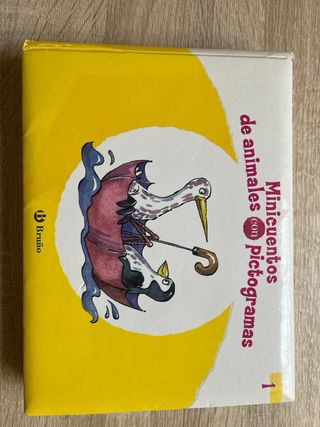 Minicuentos
de animales con
pictogramas
1
Bruño